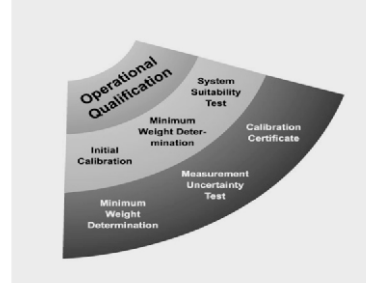 Operational
Qualification
System
Suitability
Test
Minimum
Weight Deter-
mination
Initial
Calibration
Calibration
Certificate
Measurement
Uncertainty
Test
Minimum
Weight
Determination